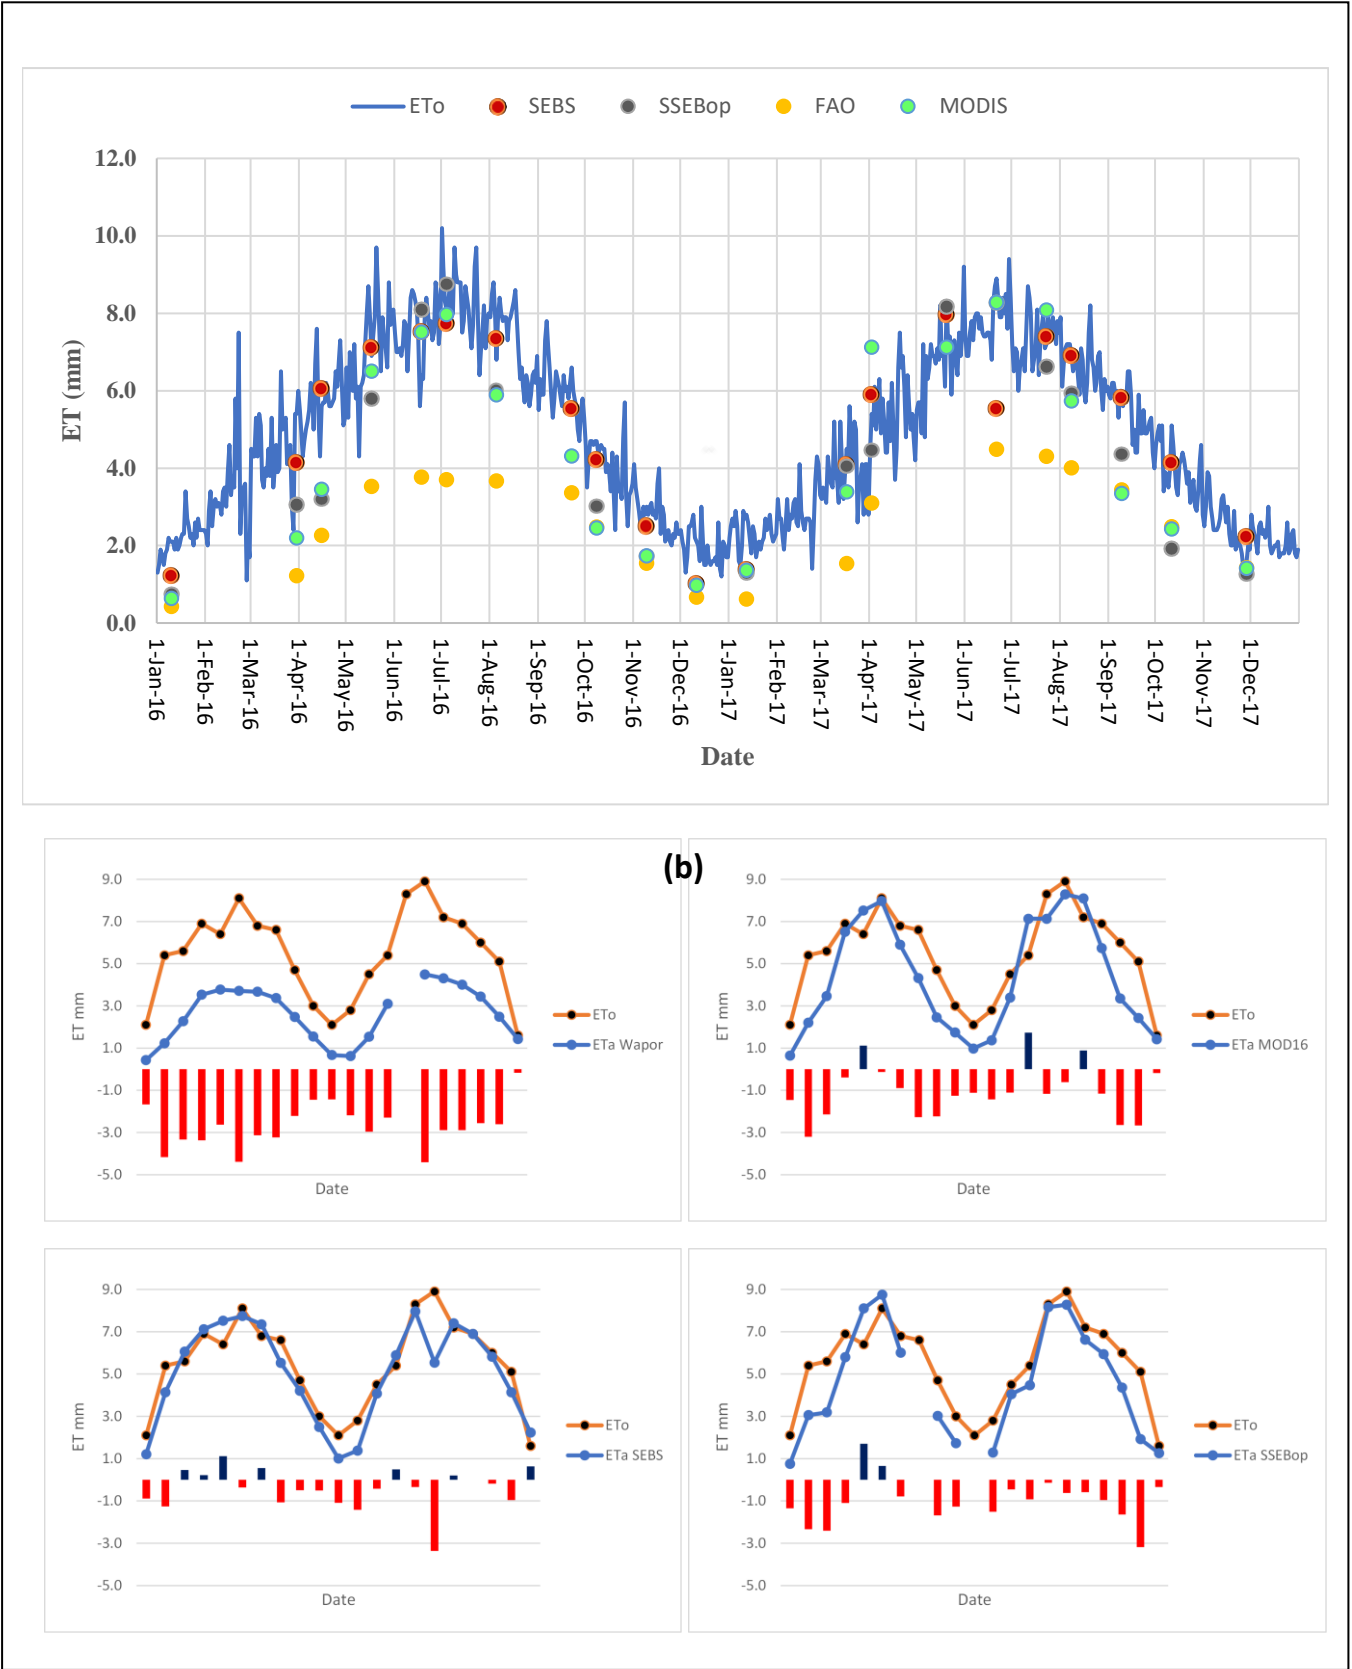 ETo SEBS SSEBop FAO MODIS
12.0
10.0
8.0
6.0
4.0
2.0
0.0
ET (mm)
1-Jan-16
1-Feb-16
1-Mar-16
1-Apr-16
1-May-16
1-Jun-16
1-Jul-16
1-Aug-16
1-Sep-16
1-Oct-16
1-Nov-16
1-Dec-16
1-Jan-17
1-Feb-17
1-Mar-17
1-Apr-17
1-May-17
1-Jun-17
1-Jul-17
1-Aug-17
1-Sep-17
1-Oct-17
1-Nov-17
1-Dec-17
Date
(b)
9.0
7.0
5.0
3.0
1.0
-1.0
-3.0
-5.0
ET mm
Date
ETo
ETa Wapor
9.0
7.0
5.0
3.0
1.0
-1.0
-3.0
-5.0
ET mm
Date
ETo
ETa MOD16
9.0
7.0
5.0
3.0
1.0
-1.0
-3.0
-5.0
ET mm
Date
ETo
ETa SEBS
9.0
7.0
5.0
3.0
1.0
-1.0
-3.0
-5.0
ET mm
Date
ETo
ETa SSEBop